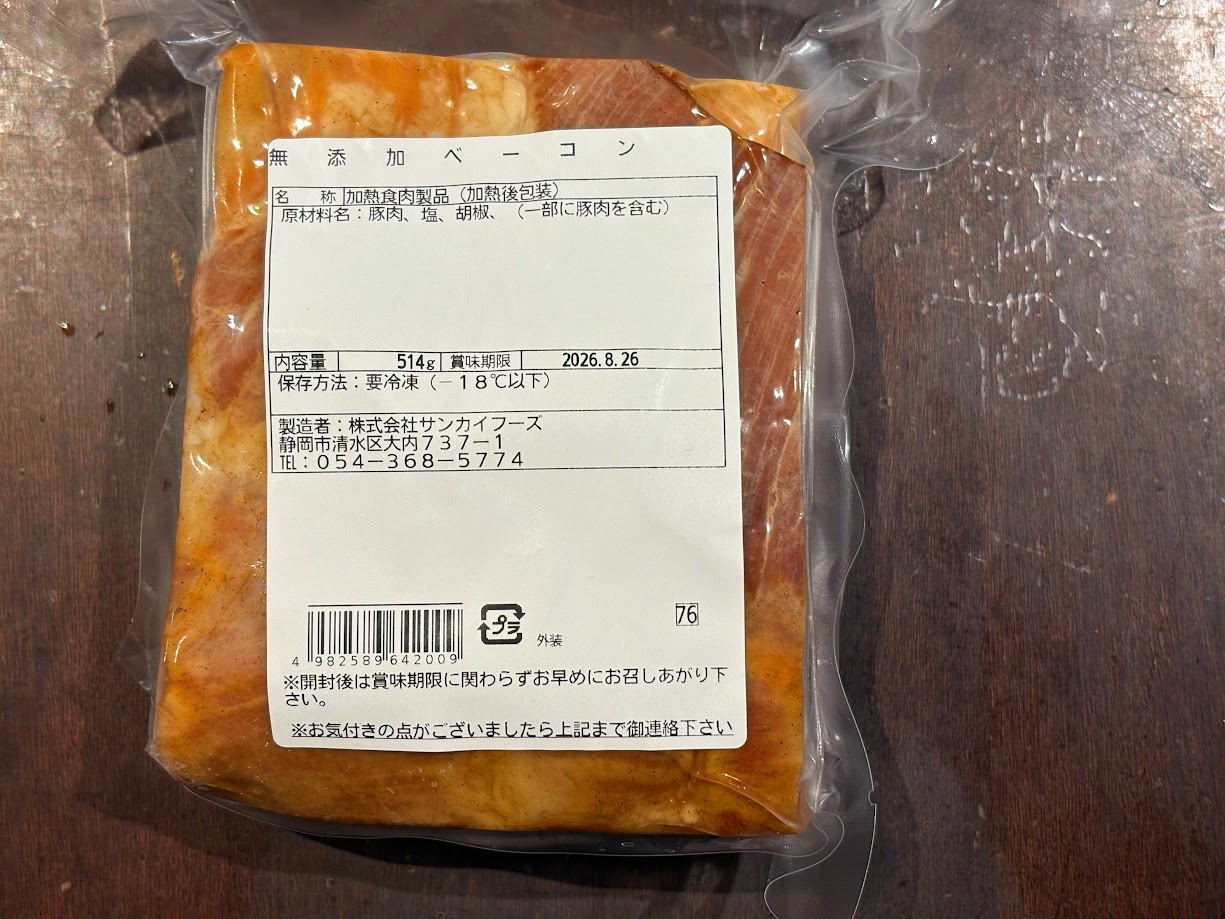 無添加ベーコン
名　称 加熱食肉製品（加熱後包装）
原材料名：豚肉、塩、胡椒、（一部に豚肉を含む）
内容量 514g 賞味期限 2026.8.26
保存方法：要冷凍（－１８℃以下）
製造者：株式会社サンカイフーズ
静岡市清水区大内７３７－１
TEL：０５４－３６８－５７７４
76
プラ 外装
4 982589 642009
※開封後は賞味期限に関わらずお早めにお召しあがり下
さい。
※お気付きの点がございましたら上記まで御連絡下さい